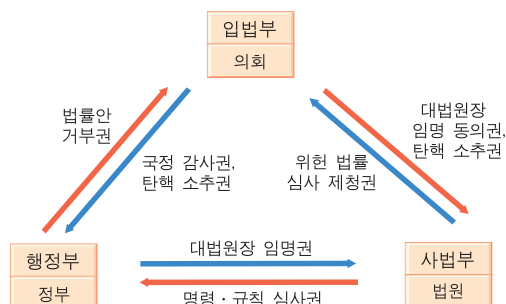 입법부
의회
법률안
거부권
국정 감사권,
탄핵 소추권
위헌 법률
심사 제청권
대법원장
임명 동의권,
탄핵 소추권
행정부
정부
대법원장 임명권
명령·규칙 심사권
사법부
법원